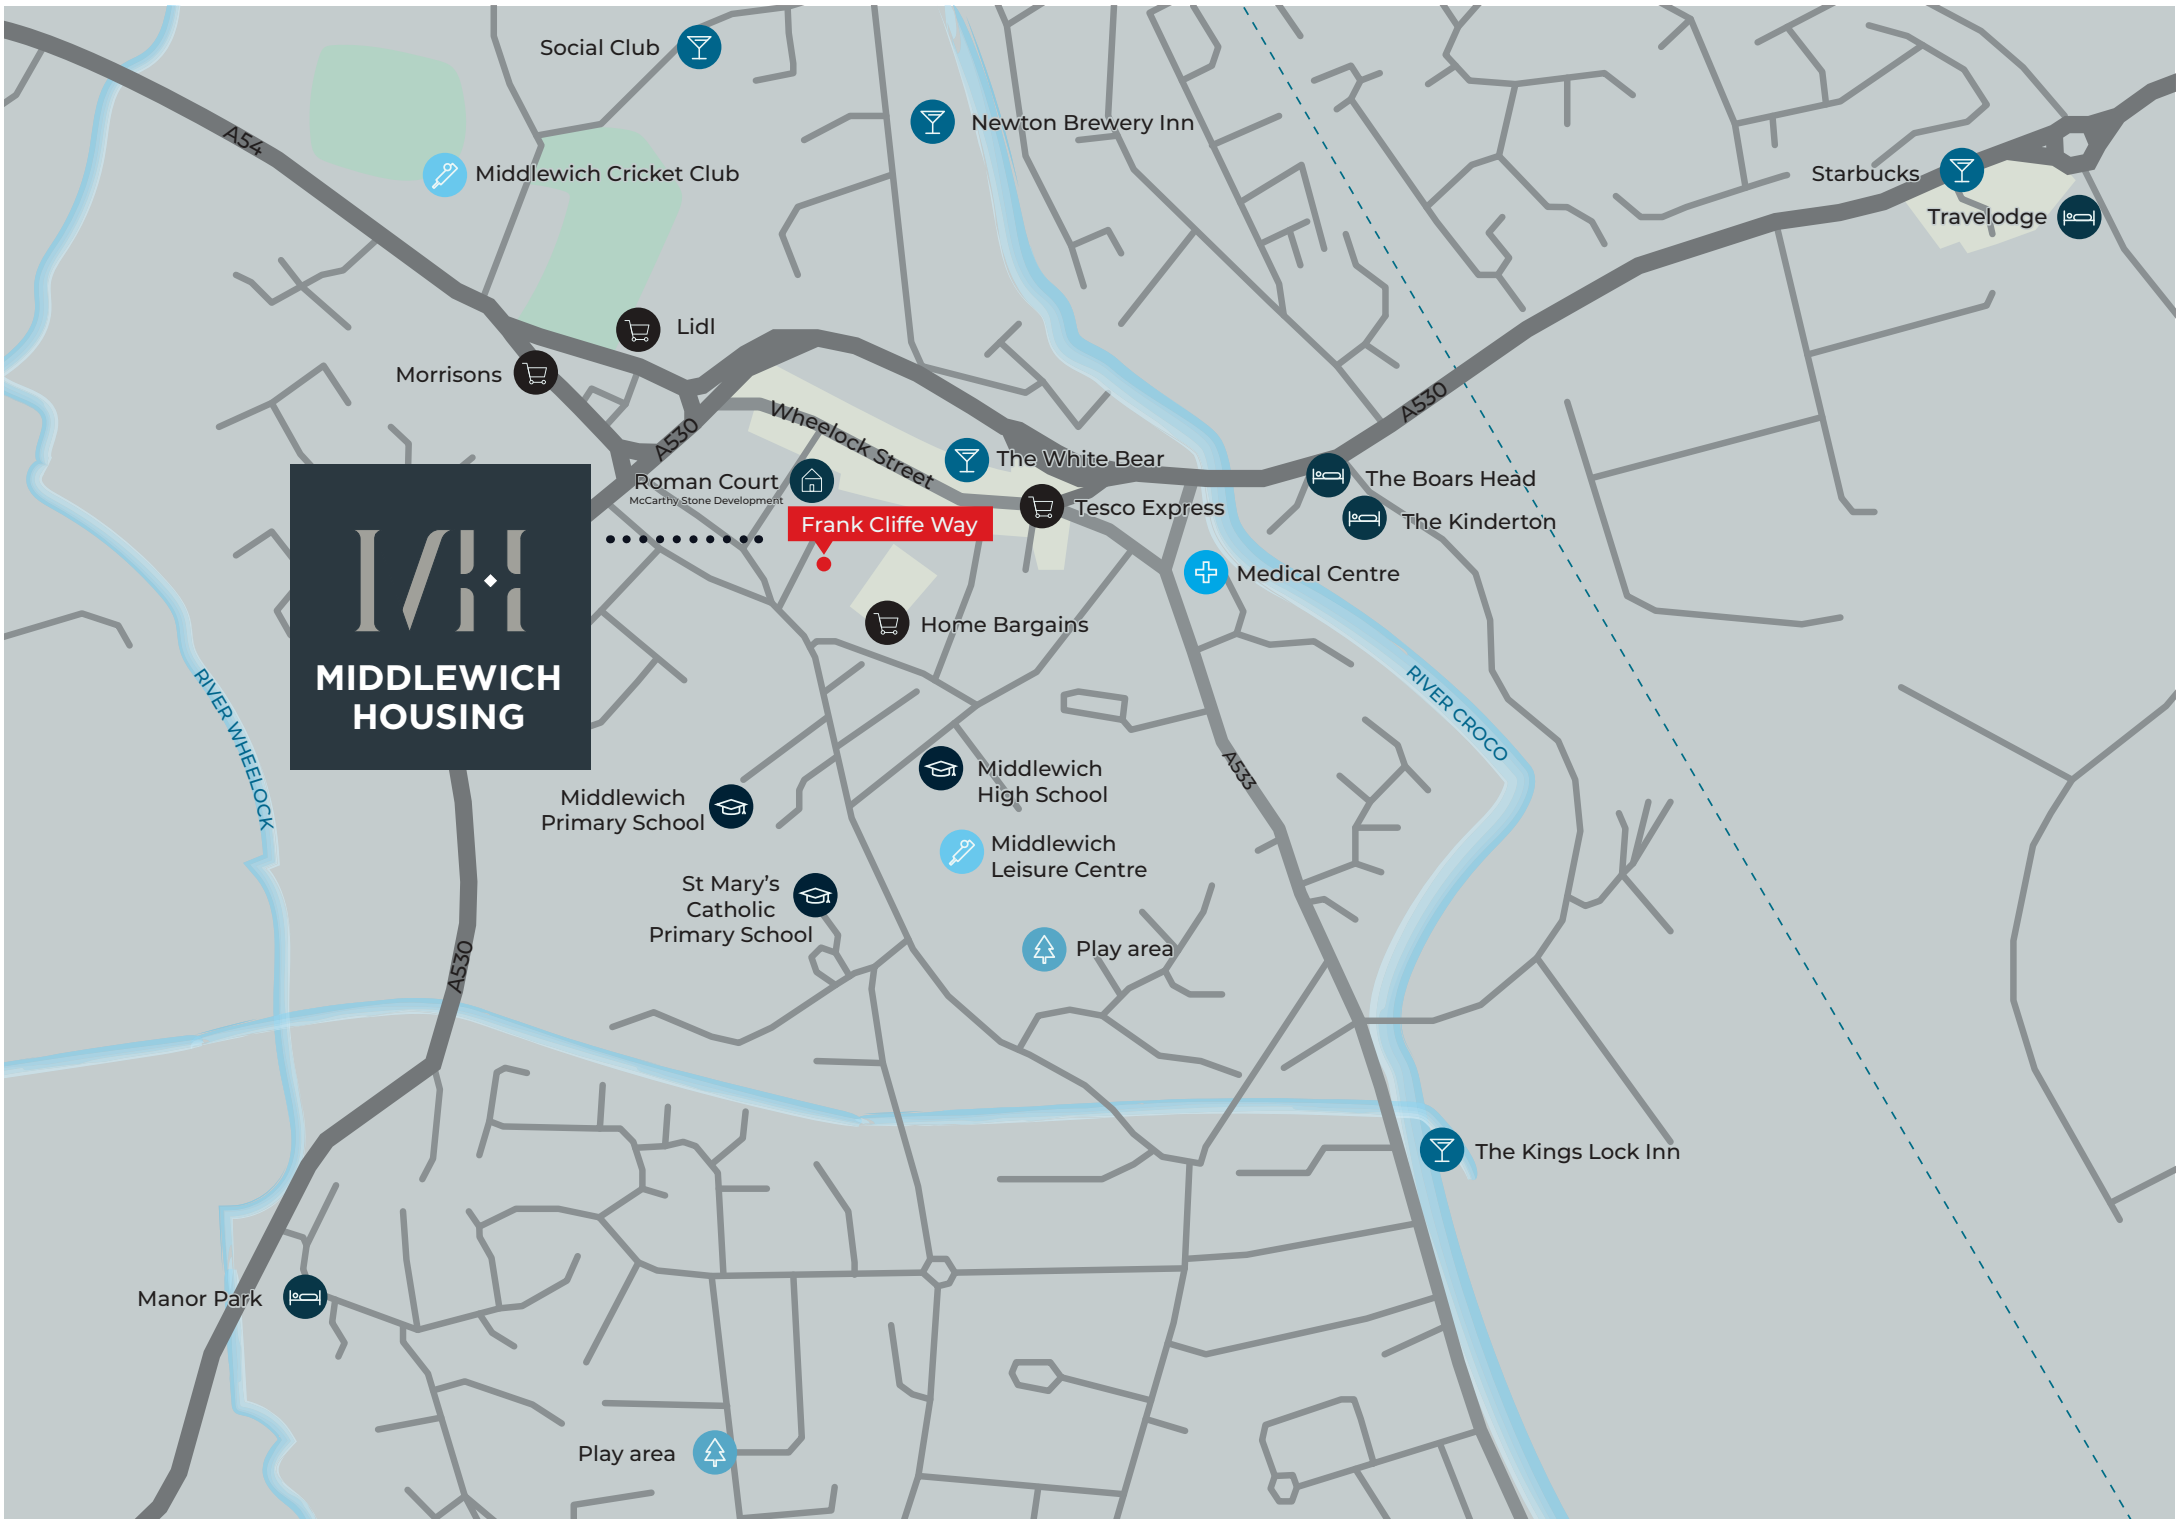 Social Club
Newton Brewery Inn
A54
Middlewich Cricket Club
Starbucks
Travelodge
Lidl
Morrisons
A530
Wheelock Street
A530
The White Bear
The Boars Head
Roman Court
McCarthy Stone Development
Tesco Express
The Kinderton
Frank Cliffe Way
Medical Centre
Home Bargains
MIDDLEWICH
HOUSING
RIVER WHEELOCK
RIVER CROCO
A533
Middlewich
High School
Middlewich
Primary School
Middlewich
Leisure Centre
St Mary’s
Catholic
Primary School
Play area
A530
The Kings Lock Inn
Manor Park
Play area